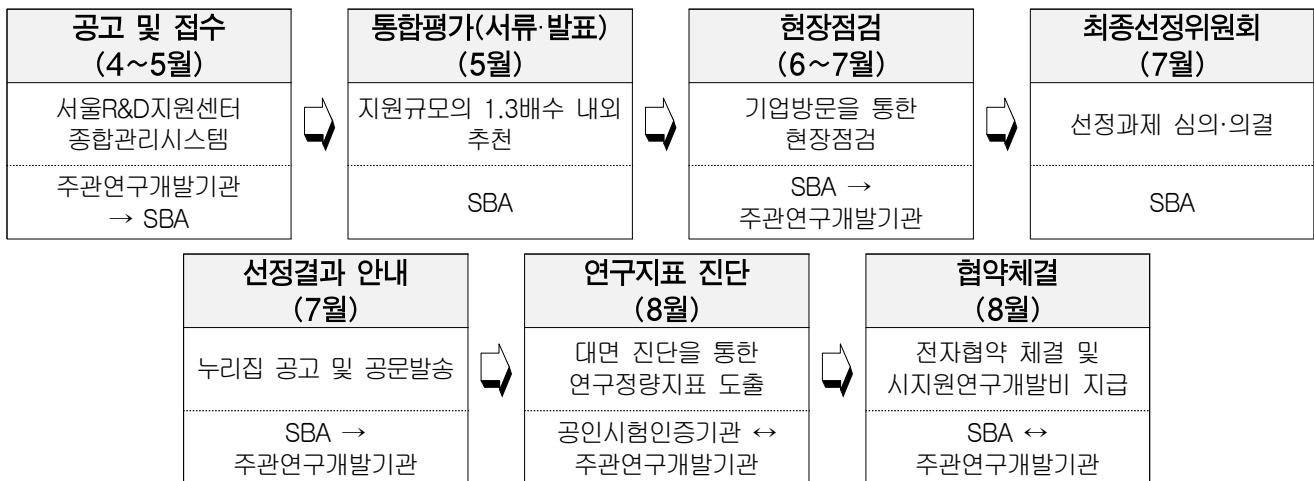 공고 및 접수
(4~5월)
서울R&D지원센터
종합관리시스템
주관연구개발기관
→ SBA
통합평가(서류·발표)
(5월)
지원규모의 1.3배수 내외
추천
SBA
현장점검
(6~7월)
기업방문을 통한
현장점검
SBA →
주관연구개발기관
최종선정위원회
(7월)
선정과제 심의·의결
SBA
선정결과 안내
(7월)
누리집 공고 및 공문발송
SBA →
주관연구개발기관
연구지표 진단
(8월)
대면 진단을 통한
연구정량지표 도출
공인시험인증기관 ↔
주관연구개발기관
협약체결
(8월)
전자협약 체결 및
시지원연구개발비 지급
SBA ↔
주관연구개발기관